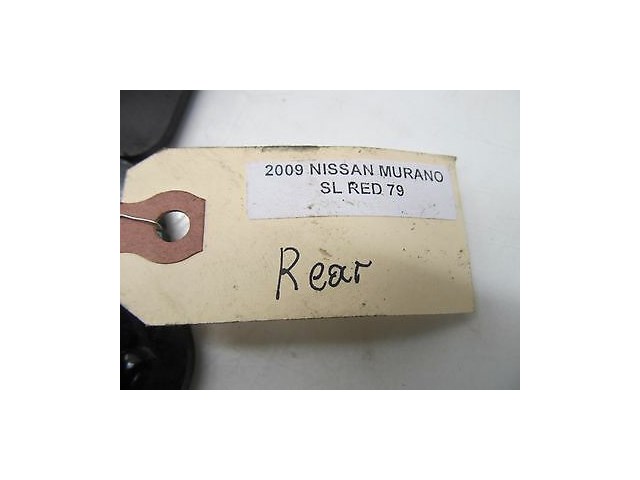 2009 NISSAN MURANO
SL RED 79
Rear